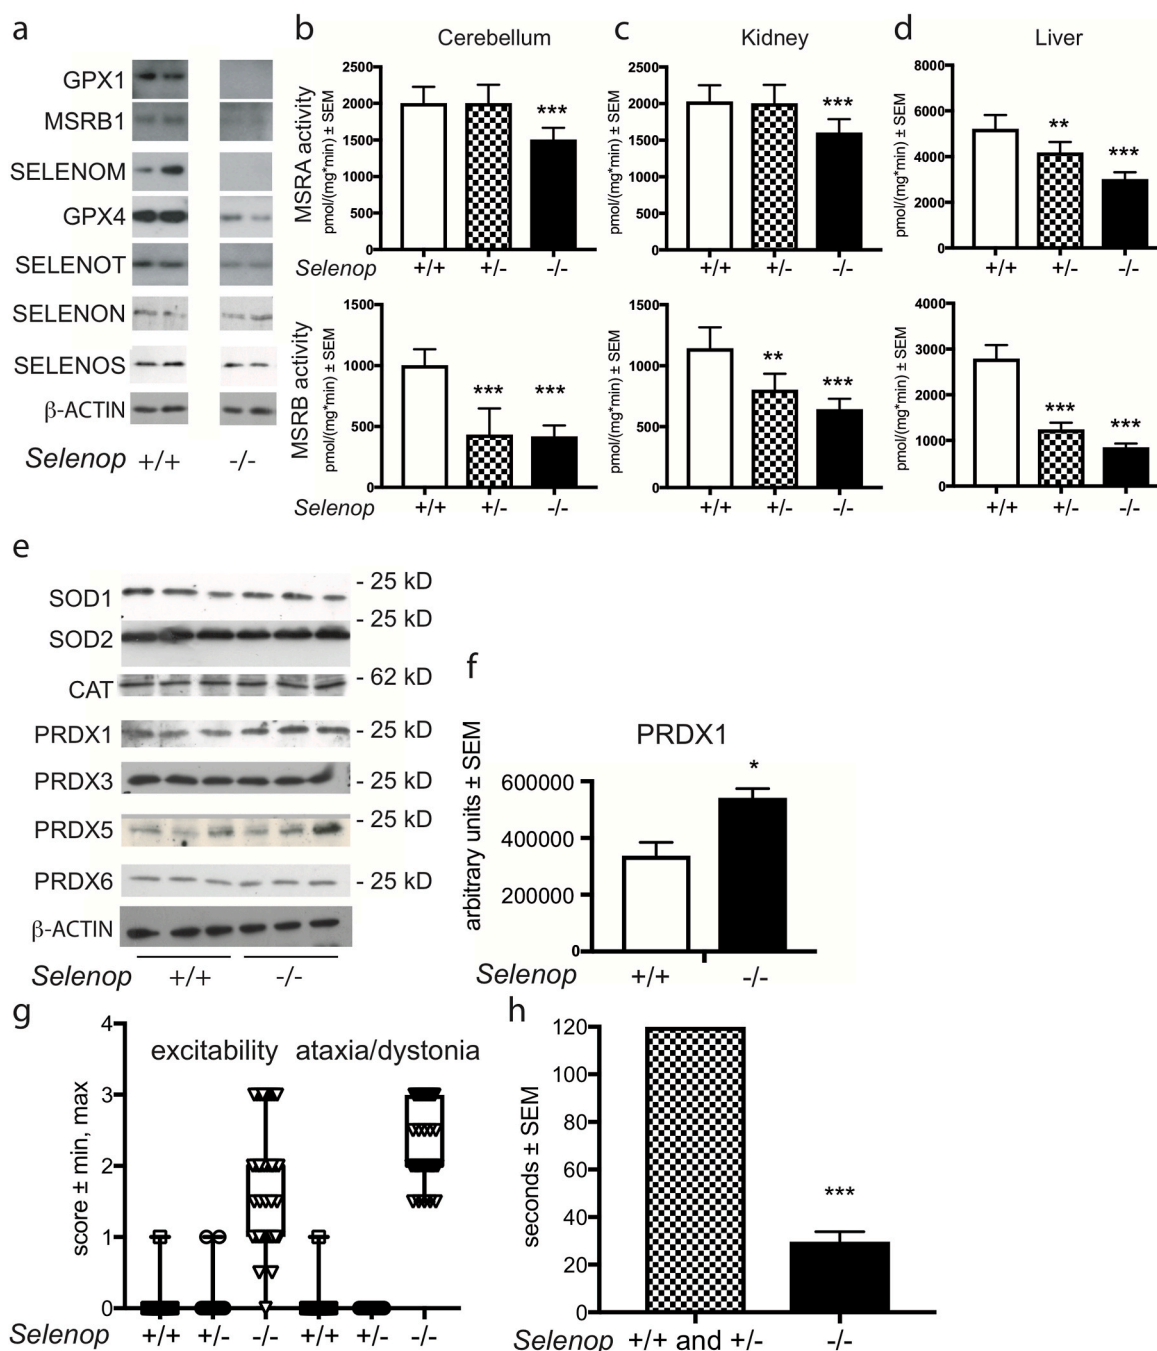 a
GPX1
MSRB1
SELENOM
GPX4
SELENOT
SELENON
SELENOS
β-ACTIN
Selenop +/+ -/-
b
Cerebellum
MSRA activity
pmol/(mg*min) ± SEM
2500
2000
1500
1000
500
0
***
Selenop +/+ +/- -/-
MSRB activity
pmol/(mg*min) ± SEM
1500
1000
500
0
*** ***
Selenop +/+ +/- -/-
c
Kidney
pmol/(mg*min) ± SEM
2500
2000
1500
1000
500
0
***
+/+ +/- -/-
pmol/(mg*min) ± SEM
1500
1000
500
0
** ***
+/+ +/- -/-
d
Liver
pmol/(mg*min) ± SEM
8000
6000
4000
2000
0
** ***
+/+ +/- -/-
pmol/(mg*min) ± SEM
4000
3000
2000
1000
0
*** ***
+/+ +/- -/-
e
SOD1 - 25 kD
SOD2 - 25 kD
CAT - 62 kD
PRDX1 - 25 kD
PRDX3 - 25 kD
PRDX5 - 25 kD
PRDX6 - 25 kD
β-ACTIN
Selenop +/+ -/-
f
PRDX1
arbitrary units ± SEM
600000
400000
200000
0
*
Selenop +/+ -/-
g
excitability ataxia/dystonia
score ± min, max
4
3
2
1
0
Selenop +/+ +/- -/- +/+ +/- -/-
h
seconds ± SEM
120
100
80
60
40
20
0
***
Selenop +/+ and +/- -/-